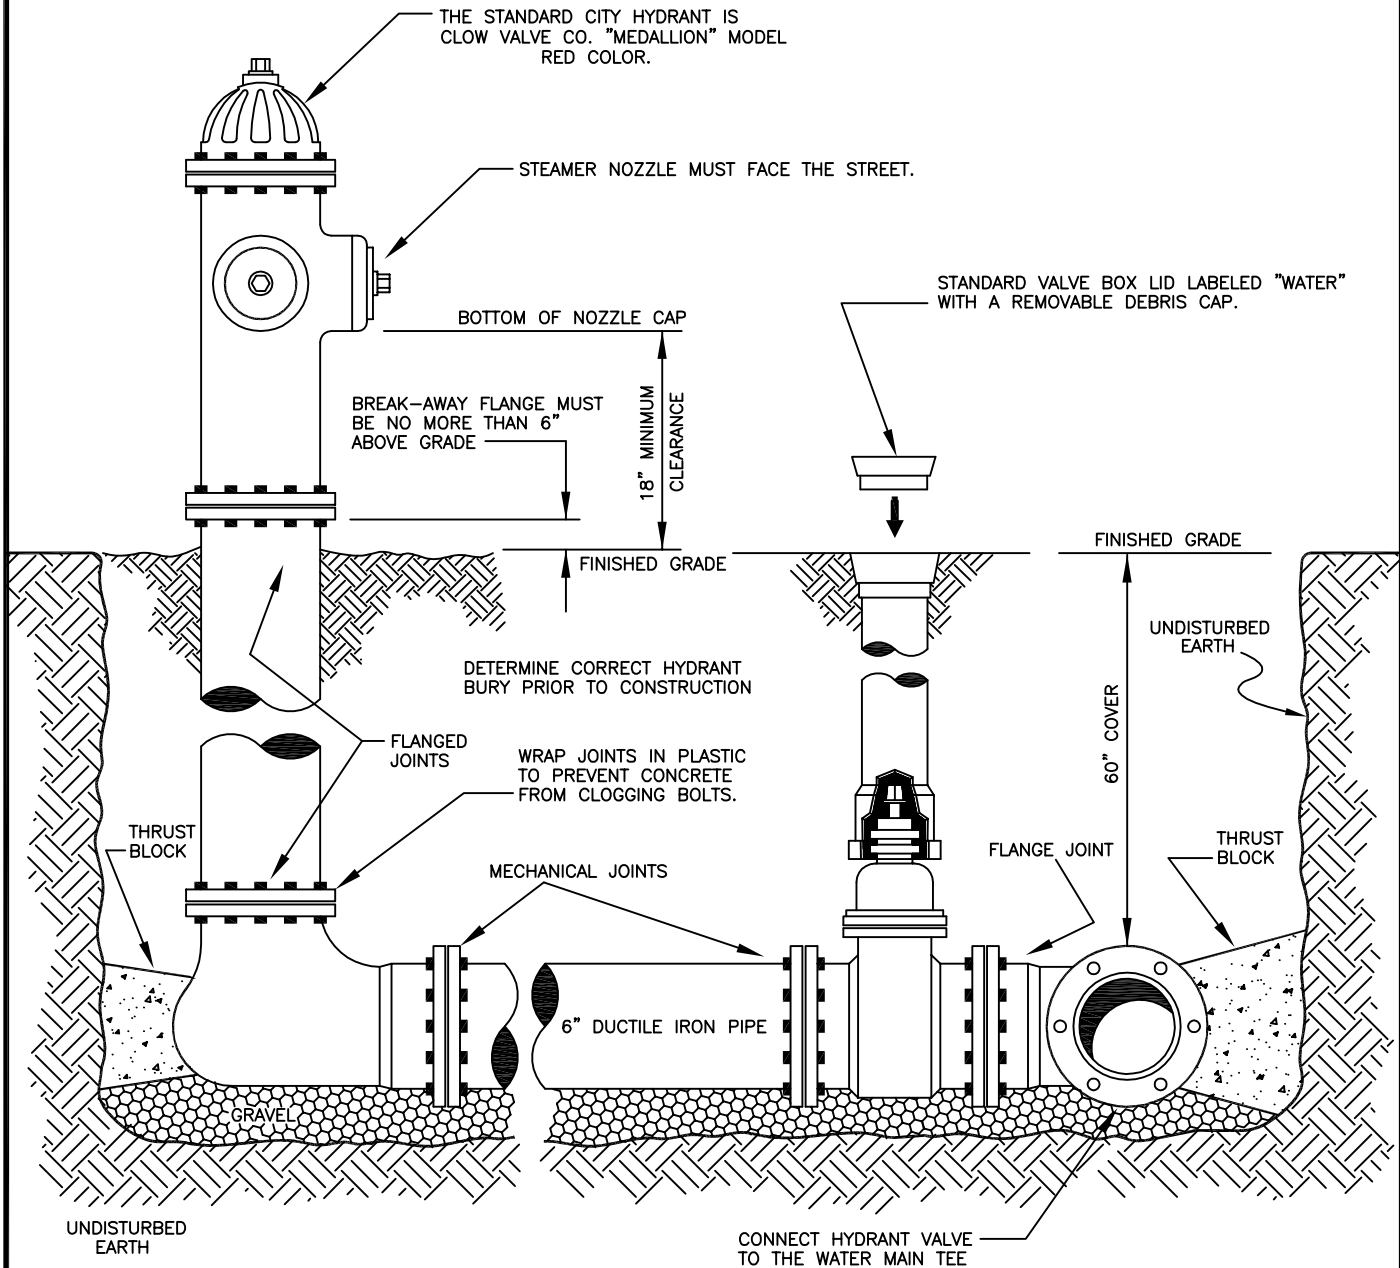 THE STANDARD CITY HYDRANT IS
CLOW VALVE CO. "MEDALLION" MODEL
RED COLOR.
STEAMER NOZZLE MUST FACE THE STREET.
STANDARD VALVE BOX LID LABELED "WATER"
WITH A REMOVABLE DEBRIS CAP.
BOTTOM OF NOZZLE CAP
BREAK-AWAY FLANGE MUST
BE NO MORE THAN 6"
ABOVE GRADE
18" MINIMUM
CLEARANCE
FINISHED GRADE
FINISHED GRADE
UNDISTURBED
EARTH
DETERMINE CORRECT HYDRANT
BURY PRIOR TO CONSTRUCTION
60" COVER
FLANGED
JOINTS
WRAP JOINTS IN PLASTIC
TO PREVENT CONCRETE
FROM CLOGGING BOLTS.
THRUST
BLOCK
MECHANICAL JOINTS
FLANGE JOINT
THRUST
BLOCK
6" DUCTILE IRON PIPE
GRAVEL
UNDISTURBED
EARTH
CONNECT HYDRANT VALVE
TO THE WATER MAIN TEE